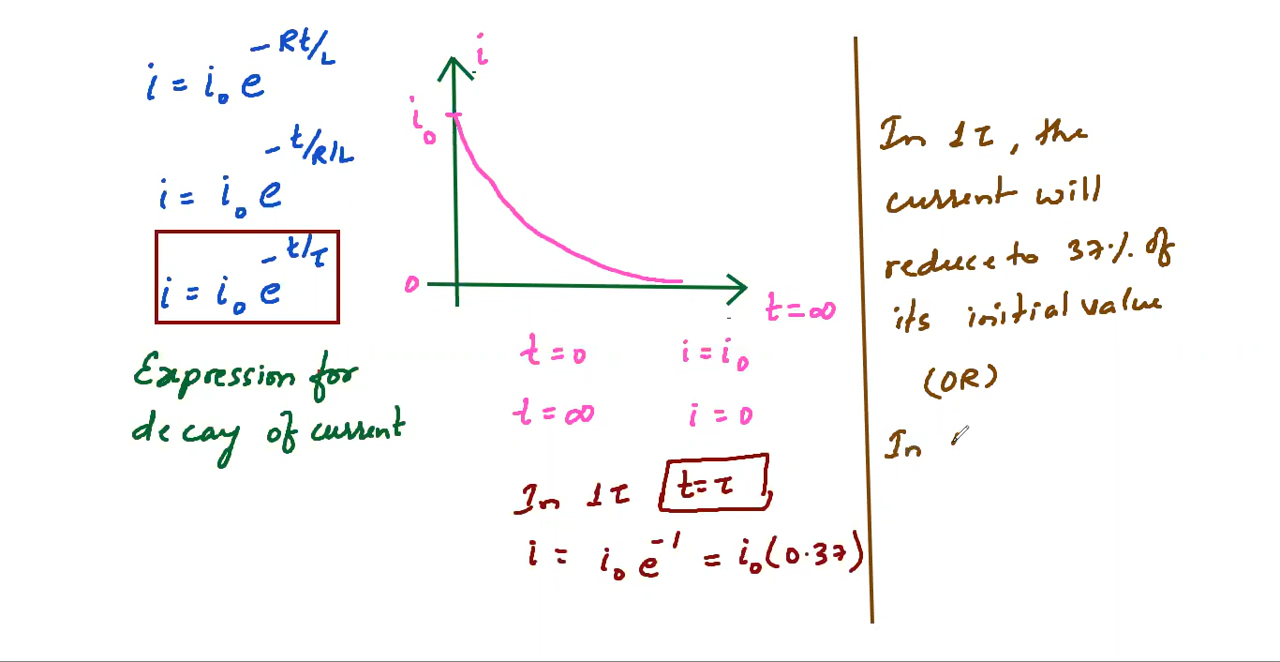 i = i₀ e^(-Rt/L)
i = i₀ e^(-t/R/L)
i = i₀ e^(-t/τ)
Expression for
decay of current
i
i₀
0
t = ∞
t = 0 i = i₀
t = ∞ i = 0
In 1τ t = τ,
i = i₀ e^(-1) = i₀(0.37)
In 1τ, the
current will
reduce to 37% of
its initial value
(OR)
In